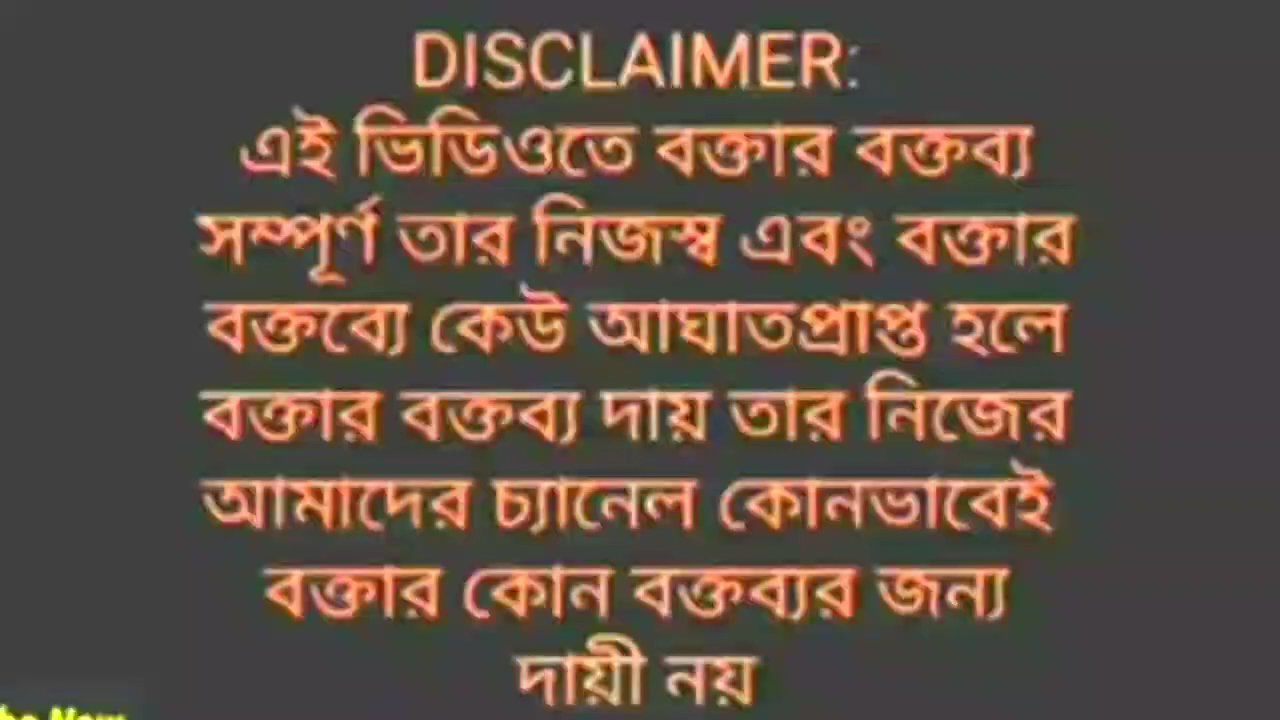 DISCLAIMER:
এই ভিডিওতে বক্তার বক্তব্য
সম্পূর্ণ তার নিজস্ব এবং বক্তার
বক্তব্যে কেউ আঘাতপ্রাপ্ত হলে
বক্তার বক্তব্য দায় তার নিজের
আমাদের চ্যানেল কোনভাবেই
বক্তার কোন বক্তব্যর জন্য
দায়ী নয়